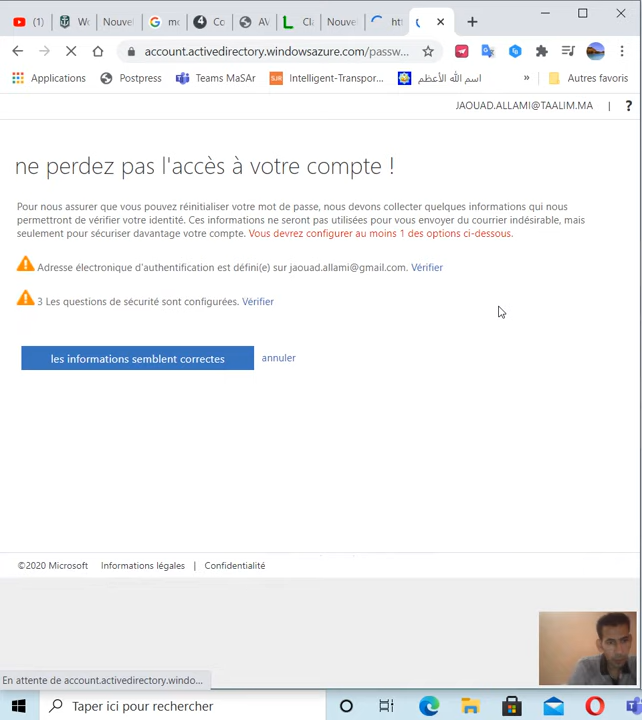 (1)
Wo
Nouvel
mo
Co
AV
Cla
Nouvel
htt
account.activedirectory.windowsazure.com/passw...
Applications
Postpress
Teams MaSAr
Intelligent-Transpor...
اسم الله الأعظم
»
Autres favoris
JAOUAD.ALLAMI@TAALIM.MA | ?
ne perdez pas l'accès à votre compte !
Pour nous assurer que vous pouvez réinitialiser votre mot de passe, nous devons collecter quelques informations qui nous
permettront de vérifier votre identité. Ces informations ne seront pas utilisées pour vous envoyer du courrier indésirable, mais
seulement pour sécuriser davantage votre compte. Vous devrez configurer au moins 1 des options ci-dessous.
Adresse électronique d'authentification est défini(e) sur jaouad.allami@gmail.com. Vérifier
3 Les questions de sécurité sont configurées. Vérifier
les informations semblent correctes annuler
©2020 Microsoft Informations légales | Confidentialité
En attente de account.activedirectory.windo...
Taper ici pour rechercher